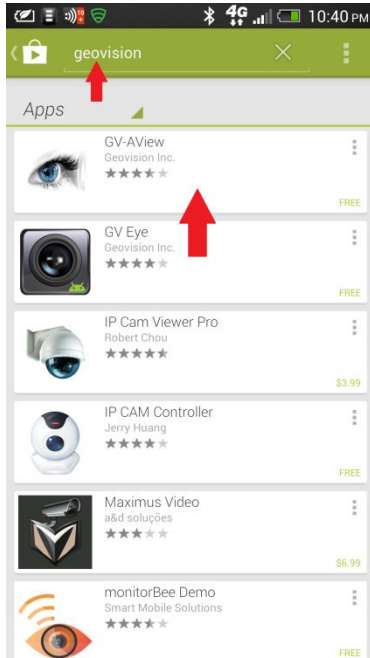 4G 10:40 PM
geovision
Apps
GV-AView
Geovision Inc.
FREE
GV Eye
Geovision Inc.
FREE
IP Cam Viewer Pro
Robert Chou
$3.99
IP CAM Controller
Jerry Huang
FREE
Maximus Video
a&d soluções
$6.99
monitorBee Demo
Smart Mobile Solutions
FREE